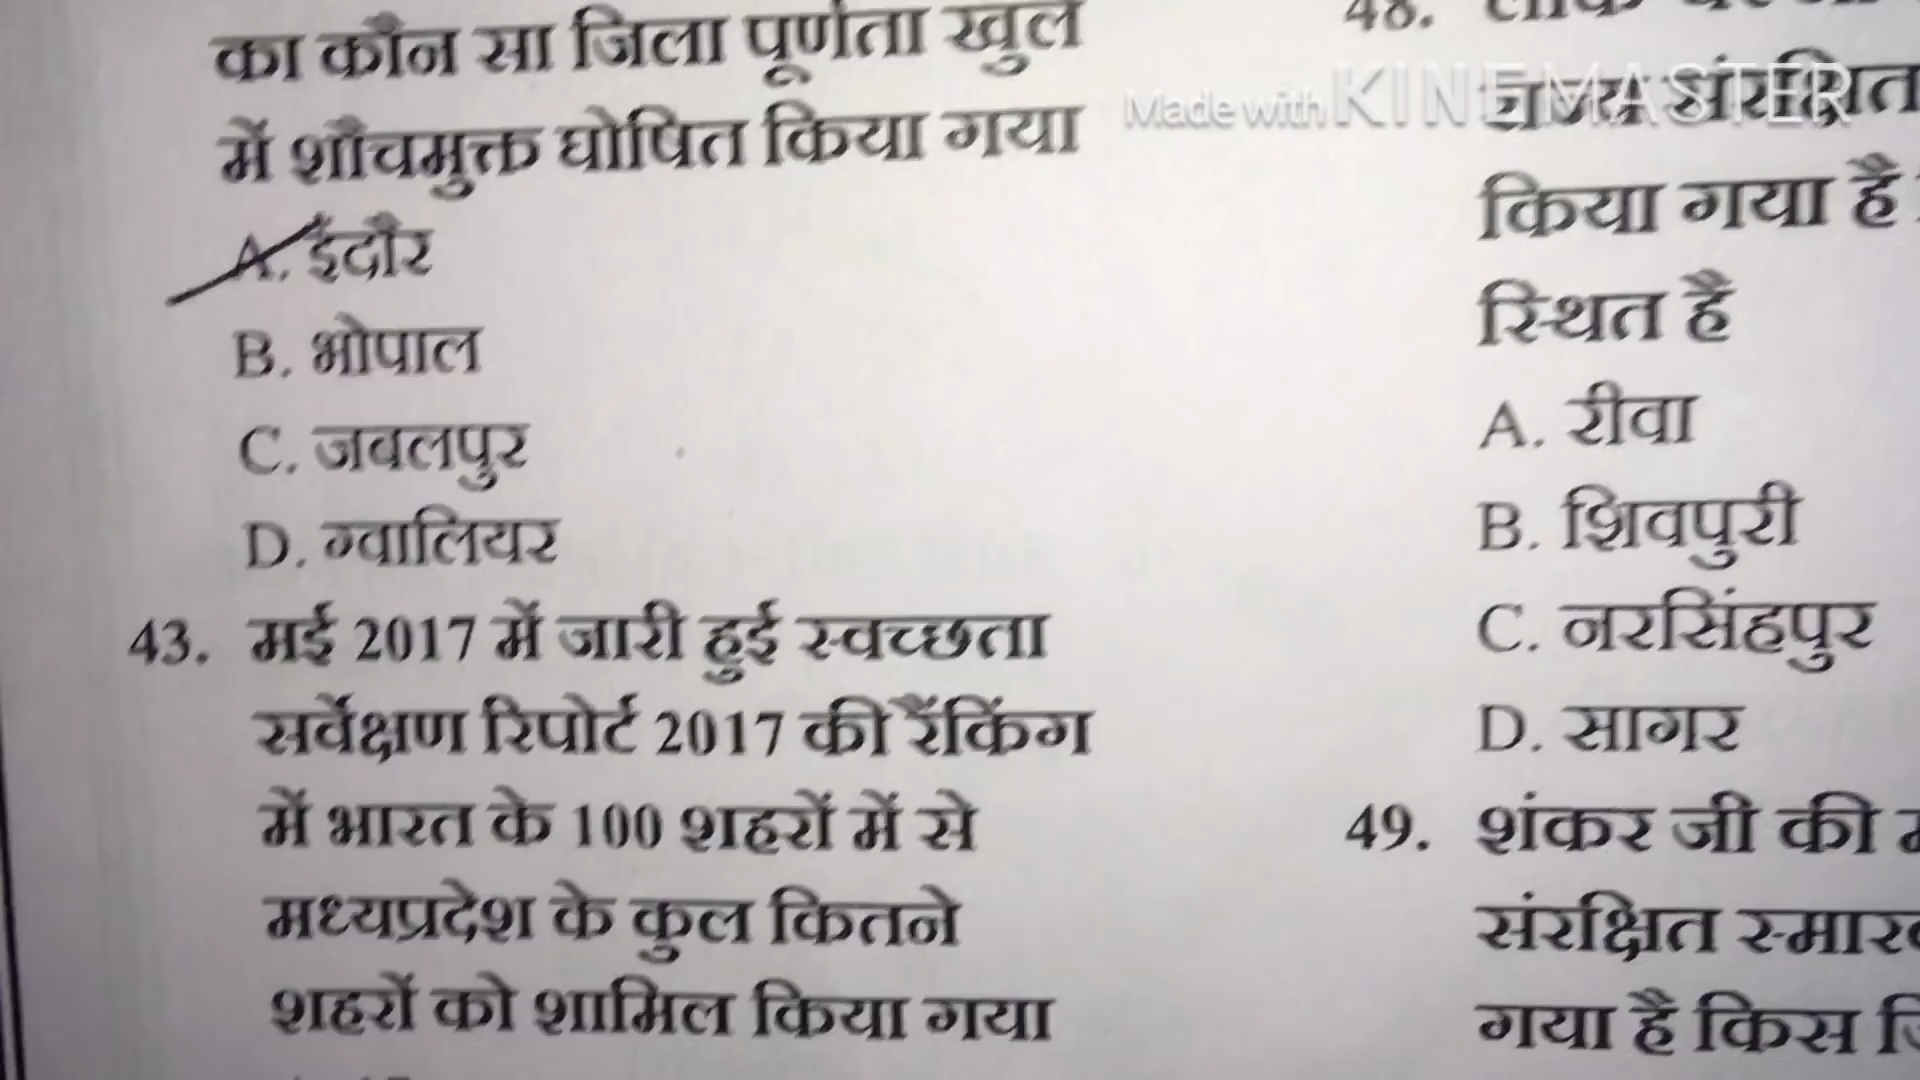 का कौन सा जिला पूर्णता खुले
में शौचमुक्त घोषित किया गया
A. इंदौर
B. भोपाल
C. जबलपुर
D. ग्वालियर
43. मई 2017 में जारी हुई स्वच्छता
सर्वेक्षण रिपोर्ट 2017 की रैंकिंग
में भारत के 100 शहरों में से
मध्यप्रदेश के कुल कितने
शहरों को शामिल किया गया
48.
Made with KINEMASTER
राज्य संरक्षित
किया गया है
स्थित है
A. रीवा
B. शिवपुरी
C. नरसिंहपुर
D. सागर
49. शंकर जी की
संरक्षित
गया है किस